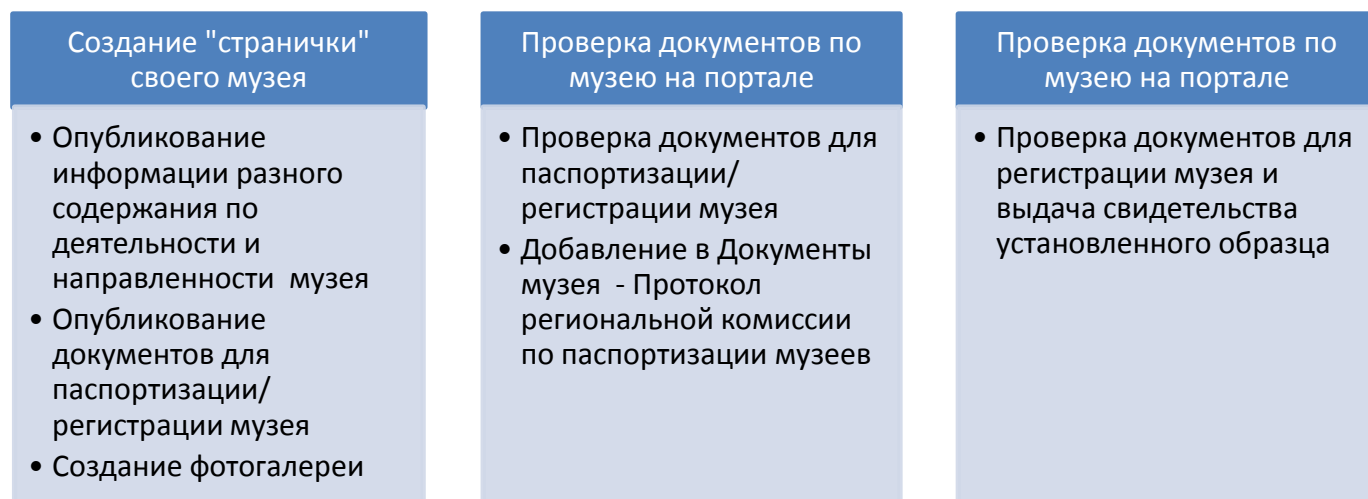 Создание "странички"
своего музея
• Опубликование
информации разного
содержания по
деятельности и
направленности  музея
• Опубликование
документов для
паспортизации/
регистрации музея
• Создание фотогалереи
Проверка документов по
музею на портале
• Проверка документов для
паспортизации/
регистрации музея
• Добавление в Документы
музея  - Протокол
региональной комиссии
по паспортизации музеев
Проверка документов по
музею на портале
• Проверка документов для
регистрации музея и
выдача свидетельства
установленного образца